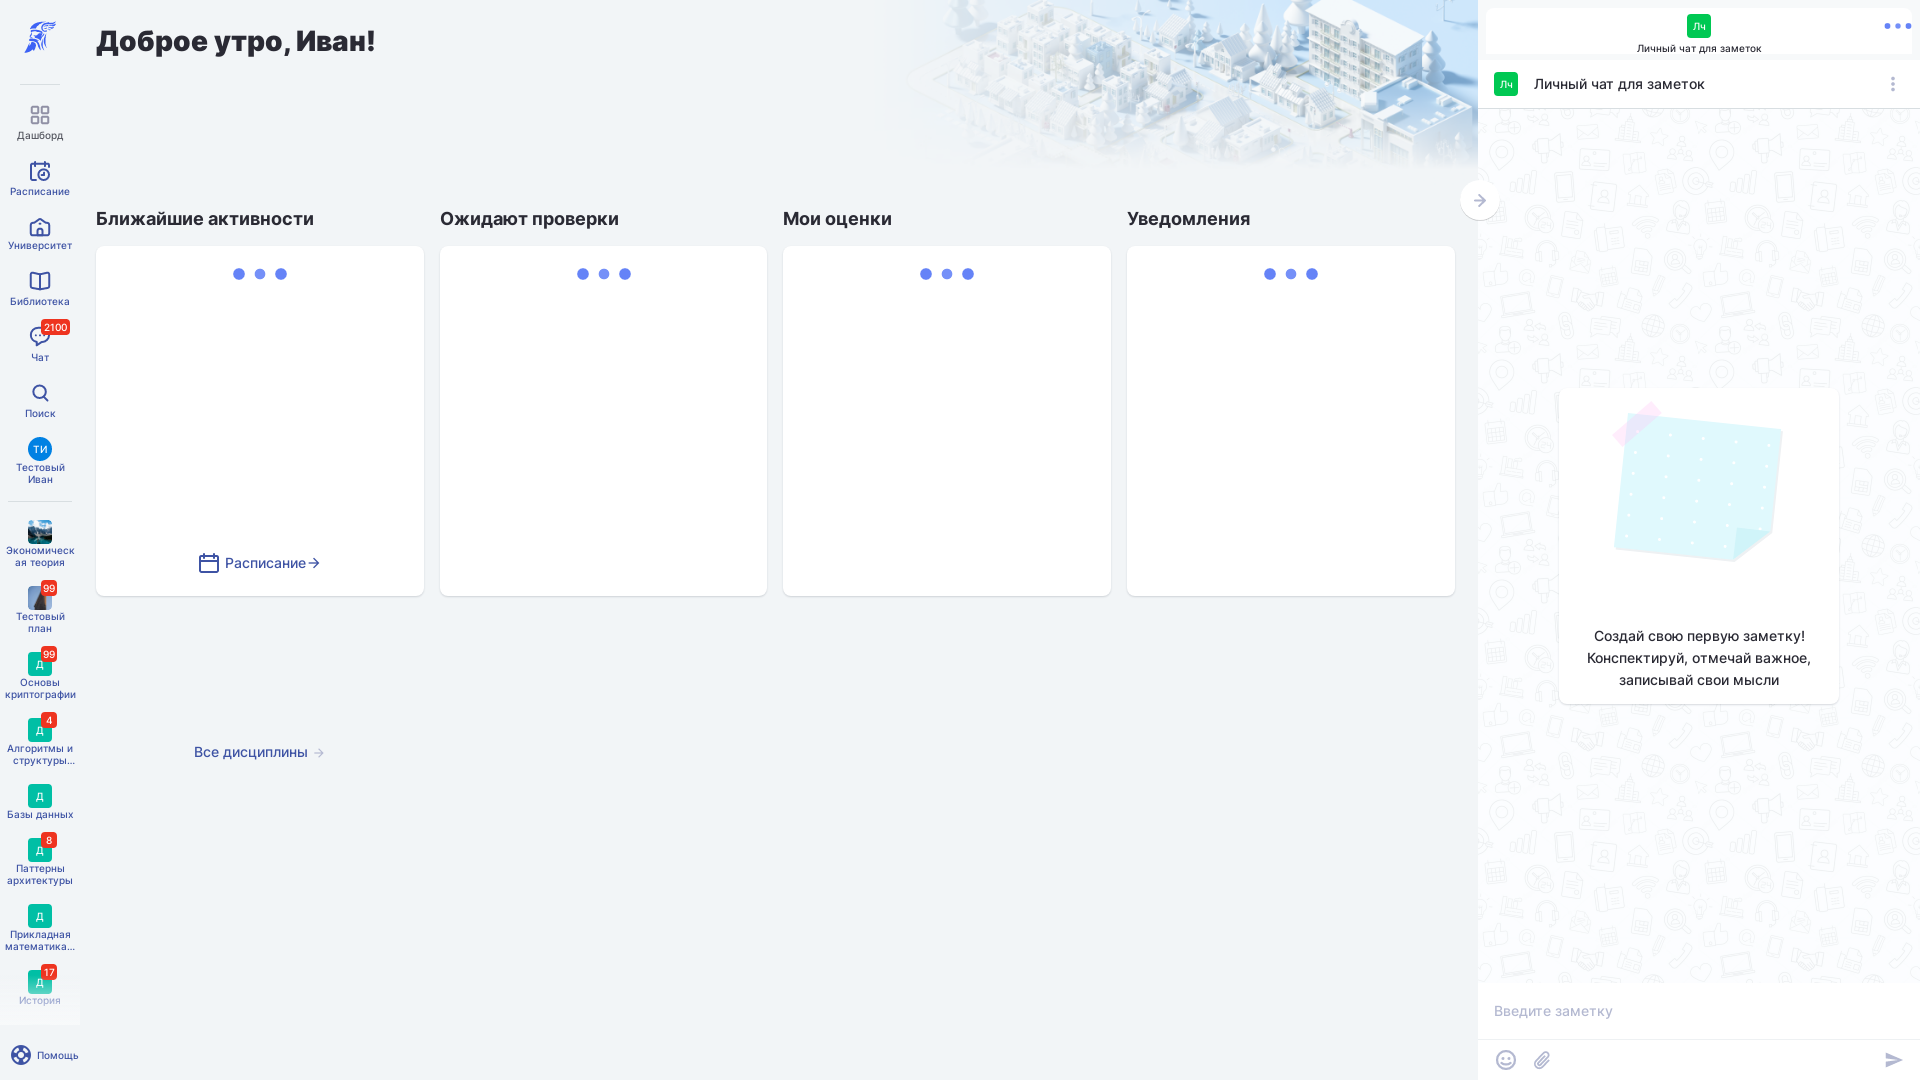 Доброе утро, Иван!
Дашборд
Расписание
Университет
Библиотека
2100
Чат
Поиск
ТИ
Тестовый
Иван
Экономическ
ая теория
99
Тестовый
план
99
Д
Основы
криптографии
4
Д
Алгоритмы и
структуры...
Д
Базы данных
8
Д
Паттерны
архитектуры
Д
Прикладная
математика...
17
Д
История
Помощь
Ближайшие активности
Расписание
Ожидают проверки
Мои оценки
Уведомления
Все дисциплины
Лч
Личный чат для заметок
Лч
Личный чат для заметок
Создай свою первую заметку!
Конспектируй, отмечай важное,
записывай свои мысли
Введите заметку